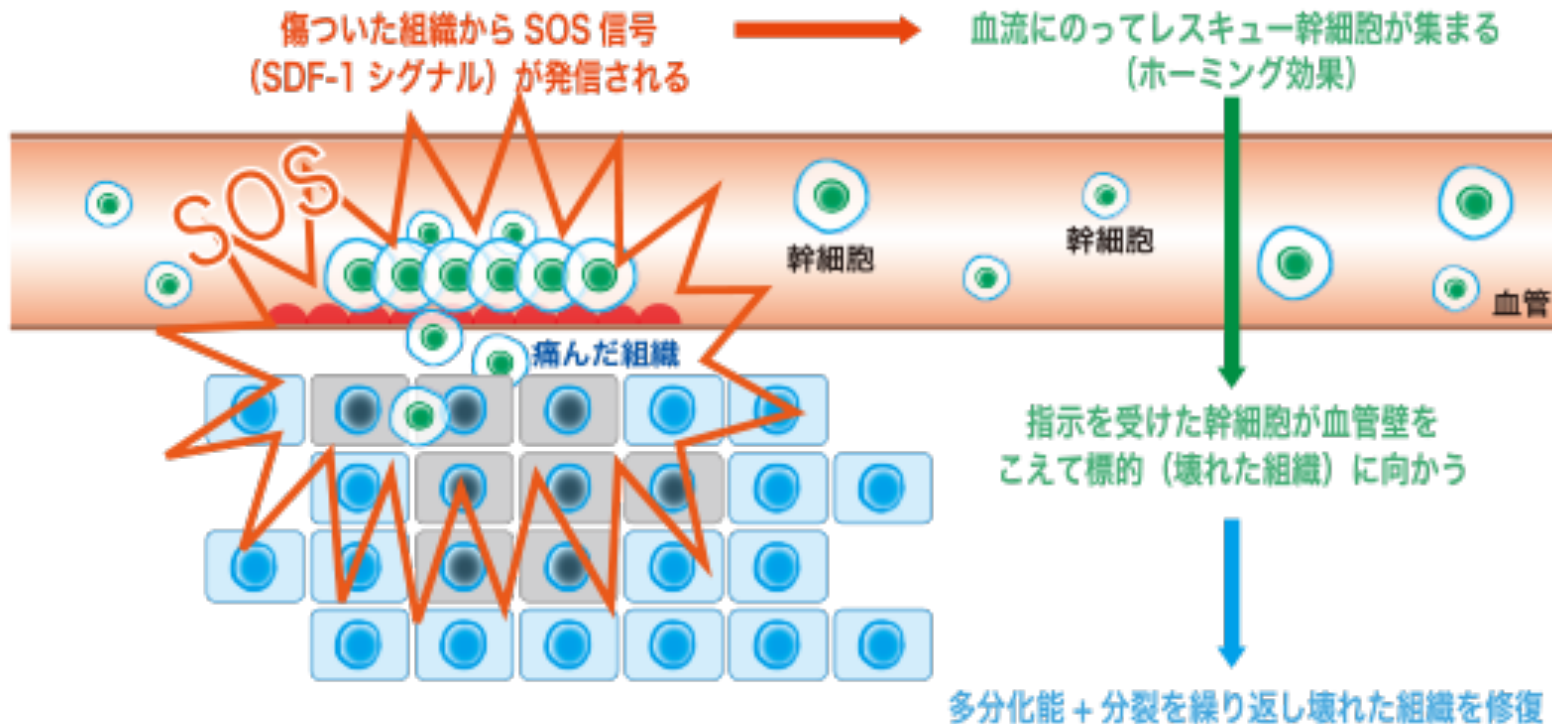 傷ついた組織から SOS 信号
（SDF-1 シグナル）が発信される
血流にのってレスキュー幹細胞が集まる
（ホーミング効果）
SOS
幹細胞
幹細胞
血管
痛んだ組織
指示を受けた幹細胞が血管壁を
こえて標的（壊れた組織）に向かう
多分化能 + 分裂を繰り返し壊れた組織を修復